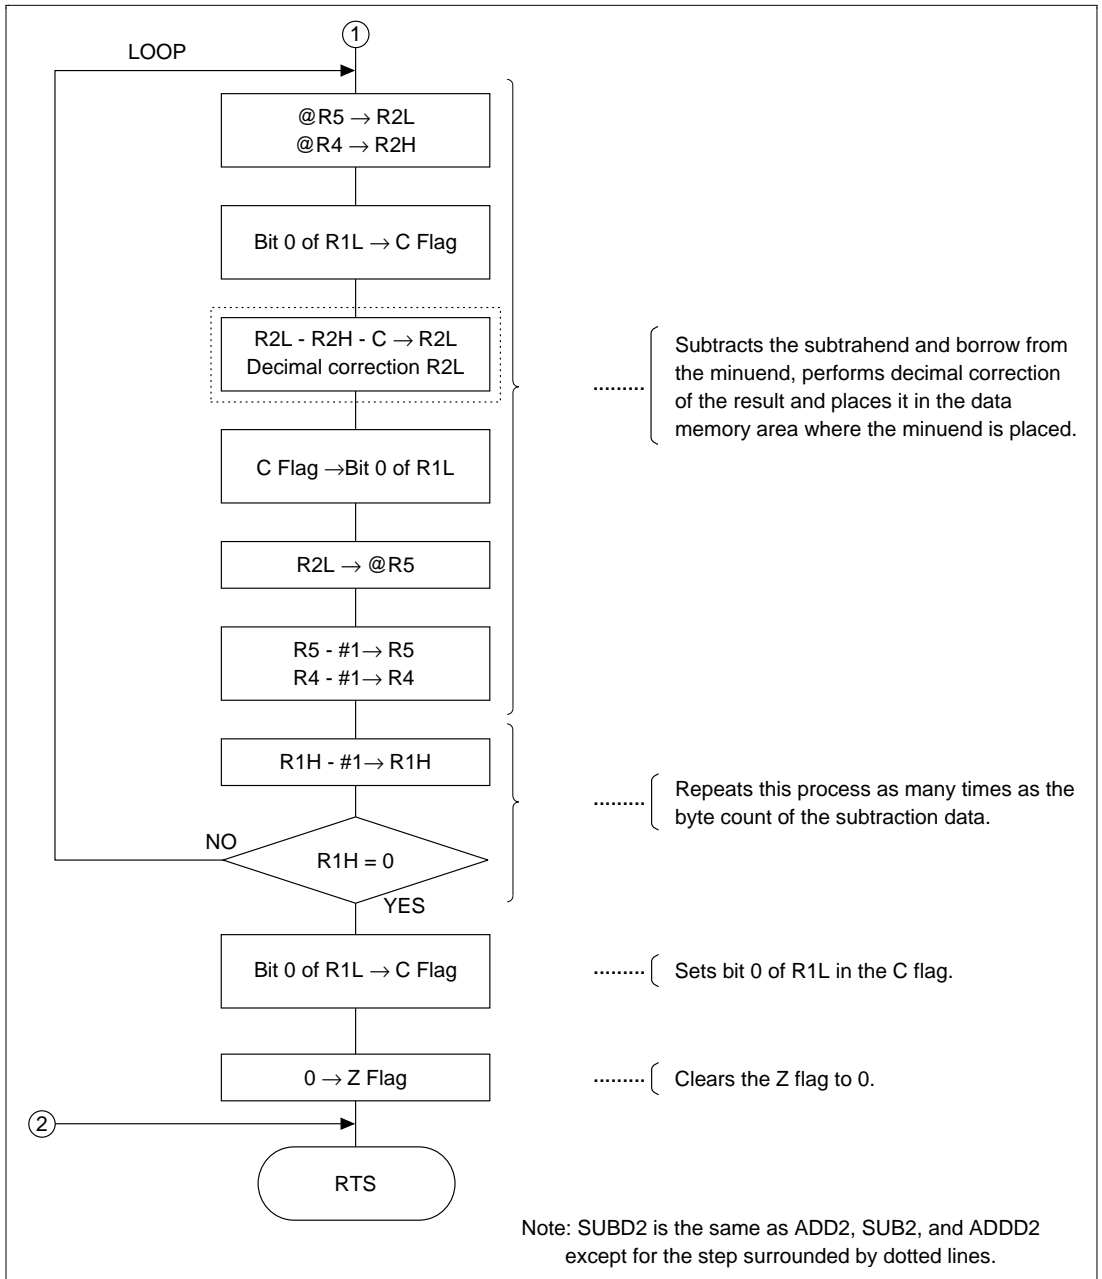 1
LOOP
@R5 → R2L
@R4 → R2H
Bit 0 of R1L → C Flag
R2L - R2H - C → R2L
Decimal correction R2L
......... Subtracts the subtrahend and borrow from
the minuend, performs decimal correction
of the result and places it in the data
memory area where the minuend is placed.
C Flag →Bit 0 of R1L
R2L → @R5
R5 - #1→ R5
R4 - #1→ R4
R1H - #1→ R1H
......... Repeats this process as many times as the
byte count of the subtraction data.
NO
R1H = 0
YES
Bit 0 of R1L → C Flag
......... Sets bit 0 of R1L in the C flag.
0 → Z Flag
......... Clears the Z flag to 0.
2
RTS
Note: SUBD2 is the same as ADD2, SUB2, and ADDD2
except for the step surrounded by dotted lines.